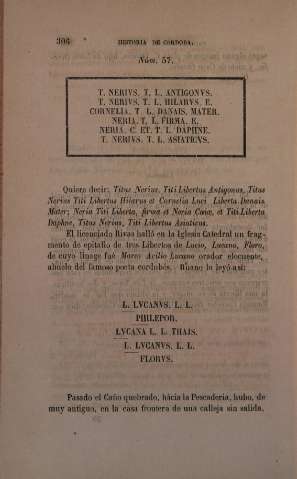 306 HISTORIA DE CORDOBA.
Núm. 57.
T. NERIVS. T. L. ANTIGONVS.
T. NERIVS. T. L. HILARVS. E.
CORNELIA. T. L. DANAIS. MATER.
NERIA. T. L. FIRMA. E.
NERIA. C. ET. T. L. DAPHNE.
T. NERIVS. T. L. ASIATICVS.
Quiere decir: Titus Nerius, Titi Libertus Antigonus, Titus
Nerius Titi Libertus Hilarus et Cornelia Luci Liberta Danais
Mater; Neria Titi Liberta, firma et Neria Caiæ, et Titi Liberta
Daphne, Titus Nerius, Titi Libertus Asiaticus.
El licenciado Rivas halló en la Iglesia Catedral un frag-
mento de epitafio de tres Libertos de Lucio, Lucano, Floro,
de cuyo linage fué Marco Acilio Lucano orador elocuente,
abuelo del famoso poeta cordobés. Ruano le leyó así:
L. LVCANVS. L. L.
PHILEPOR.
LVCANA L. L. THAIS.
L. LVCANVS. L. L.
FLORVS.
Pasado el Caño quebrado, hácia la Pescadería, hubo, de
muy antiguo, en la casa frontera de una calleja sin salida,